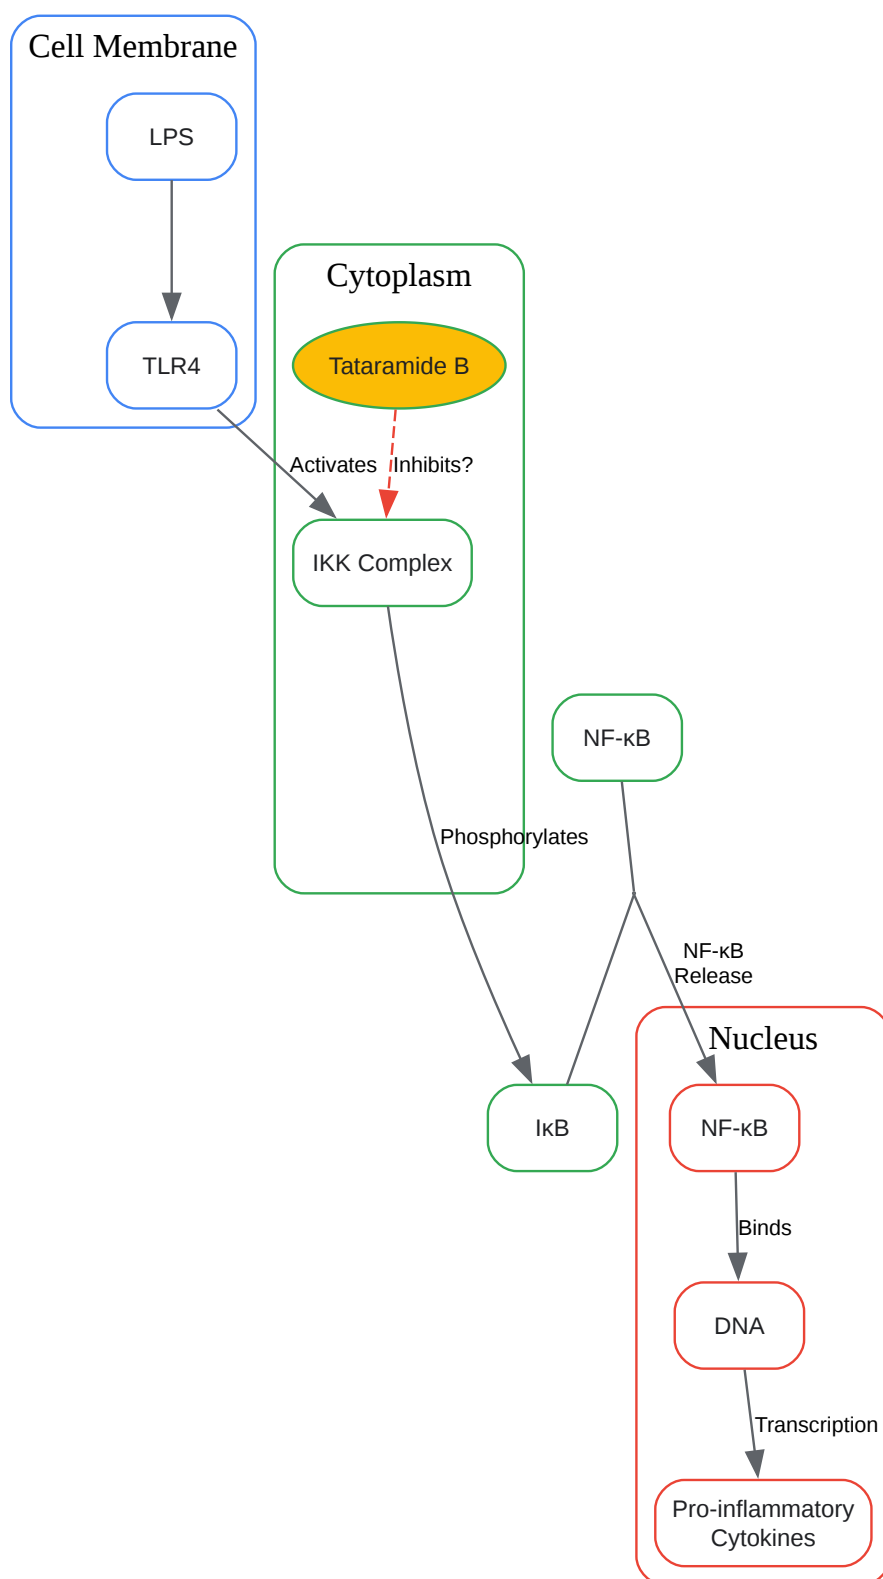 Cell Membrane
LPS
TLR4
Cytoplasm
Tataramide B
Activates
Inhibits?
IKK Complex
NF-κB
Phosphorylates
NF-κB
Release
Nucleus
IκB
NF-κB
Binds
DNA
Transcription
Pro-inflammatory
Cytokines